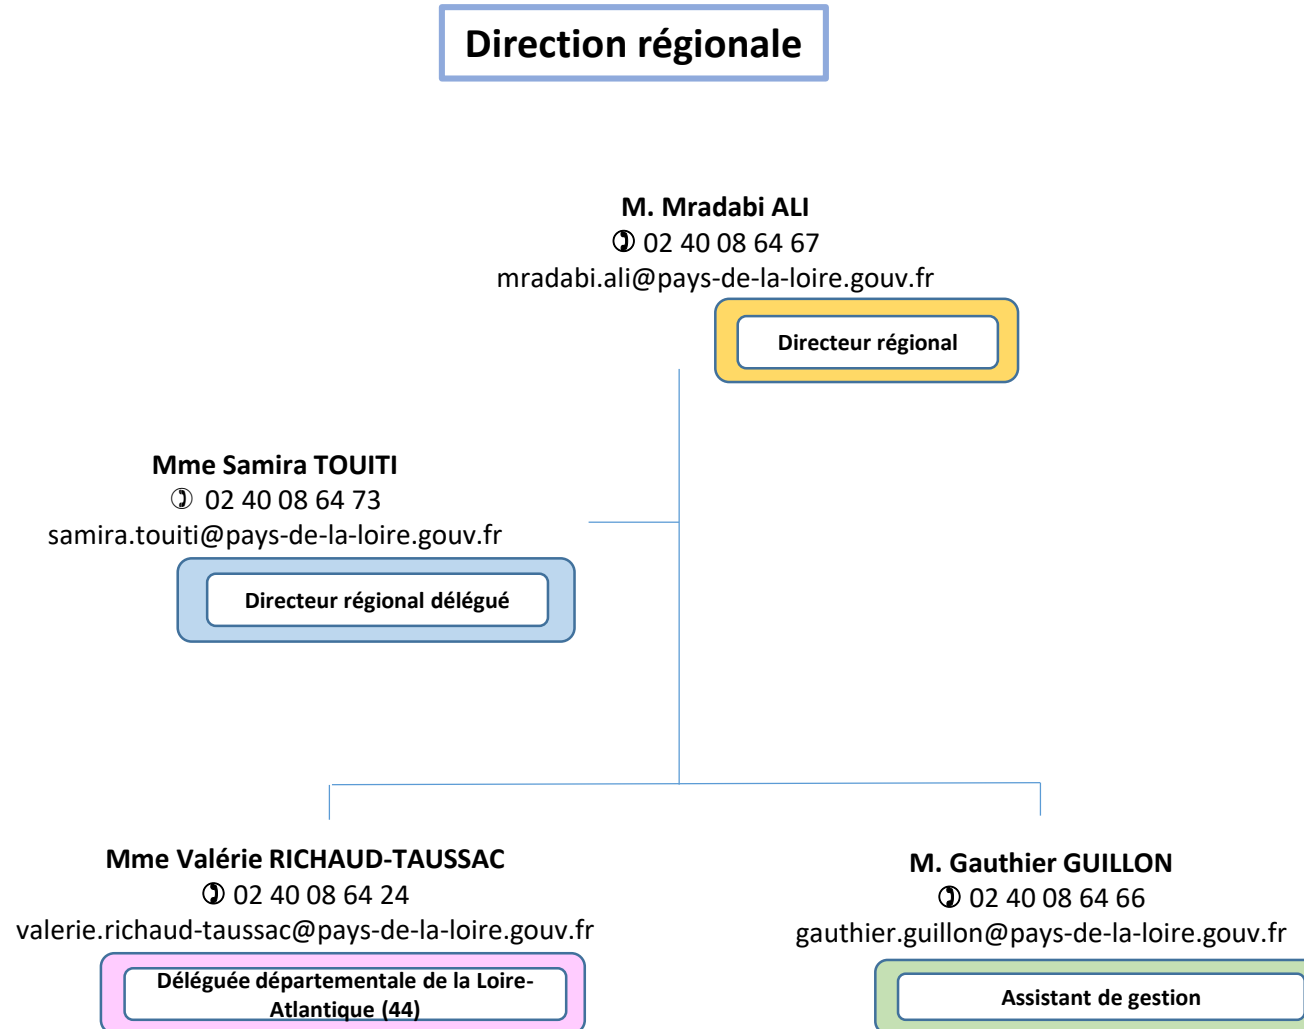 Direction régionale
M. Mradabi ALI
✆ 02 40 08 64 67
mradabi.ali@pays-de-la-loire.gouv.fr
Directeur régional
Mme Samira TOUITI
✆ 02 40 08 64 73
samira.touiti@pays-de-la-loire.gouv.fr
Directeur régional délégué
Mme Valérie RICHAUD-TAUSSAC
✆ 02 40 08 64 24
valerie.richaud-taussac@pays-de-la-loire.gouv.fr
Déléguée départementale de la Loire-
Atlantique (44)
M. Gauthier GUILLON
✆ 02 40 08 64 66
gauthier.guillon@pays-de-la-loire.gouv.fr
Assistant de gestion